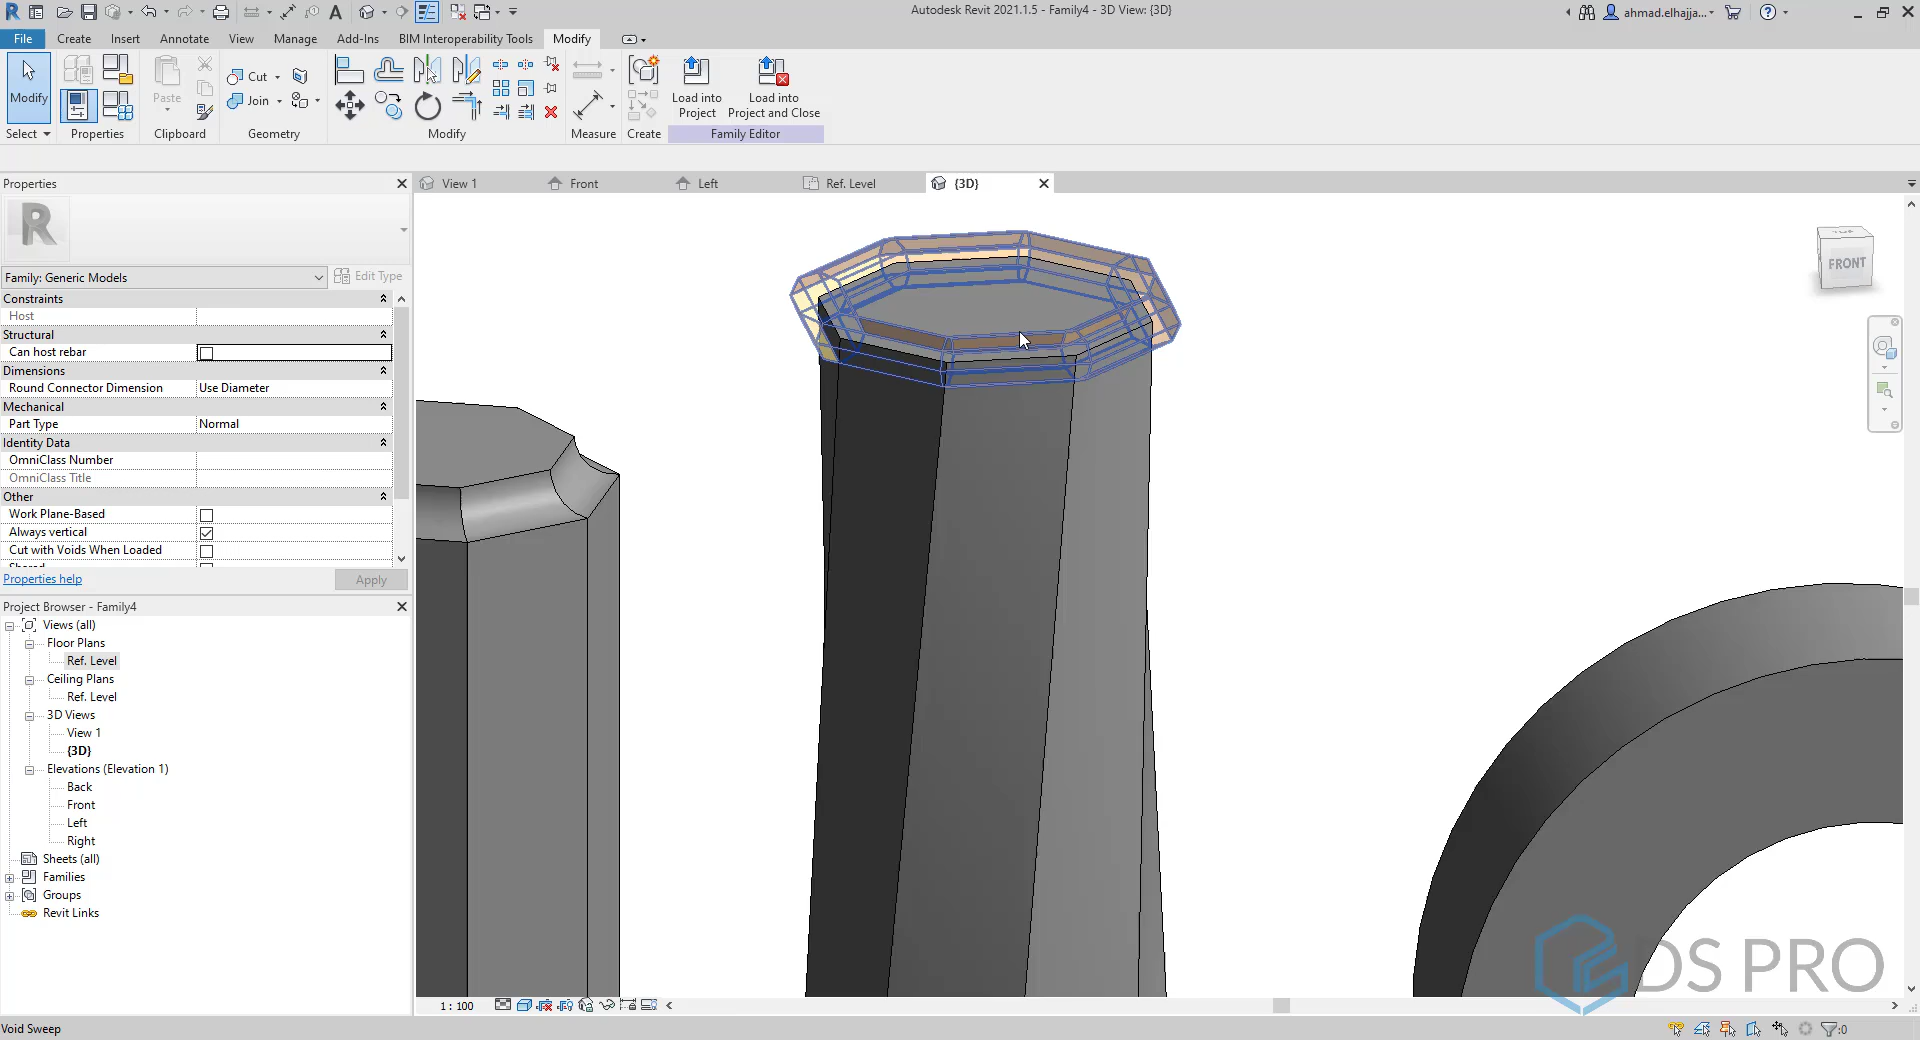 Autodesk Revit 2021.1.5 - Family4 - 3D View: {3D}
ahmad.elhajja...
File Create Insert Annotate View Manage Add-Ins BIM Interoperability Tools Modify
Modify
Paste
Cut
Join
Load into
Project
Load into
Project and Close
Select Properties Clipboard Geometry Modify Measure Create Family Editor
Properties
View 1 Front Left Ref. Level {3D}
R
Family: Generic Models Edit Type
Constraints
Host
Structural
Can host rebar
Dimensions
Round Connector Dimension Use Diameter
Mechanical
Part Type Normal
Identity Data
OmniClass Number
OmniClass Title
Other
Work Plane-Based
Always vertical
Cut with Voids When Loaded
Shared
Properties help Apply
Project Browser - Family4
Views (all)
Floor Plans
Ref. Level
Ceiling Plans
Ref. Level
3D Views
View 1
{3D}
Elevations (Elevation 1)
Back
Front
Left
Right
Sheets (all)
Families
Groups
Revit Links
TOP
FRONT
DS PRO
1 : 100
Void Sweep
:0